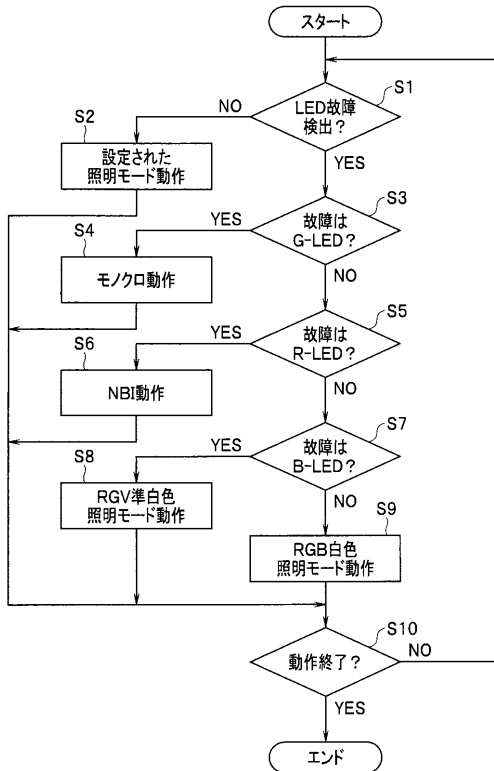 スタート
S1
LED故障
検出？
NO
YES
S2
設定された
照明モード動作
S3
故障は
G-LED？
YES
NO
S4
モノクロ動作
S5
故障は
R-LED？
YES
NO
S6
NBI動作
S7
故障は
B-LED？
YES
NO
S8
RGV準白色
照明モード動作
S9
RGB白色
照明モード動作
S10
動作終了？
NO
YES
エンド